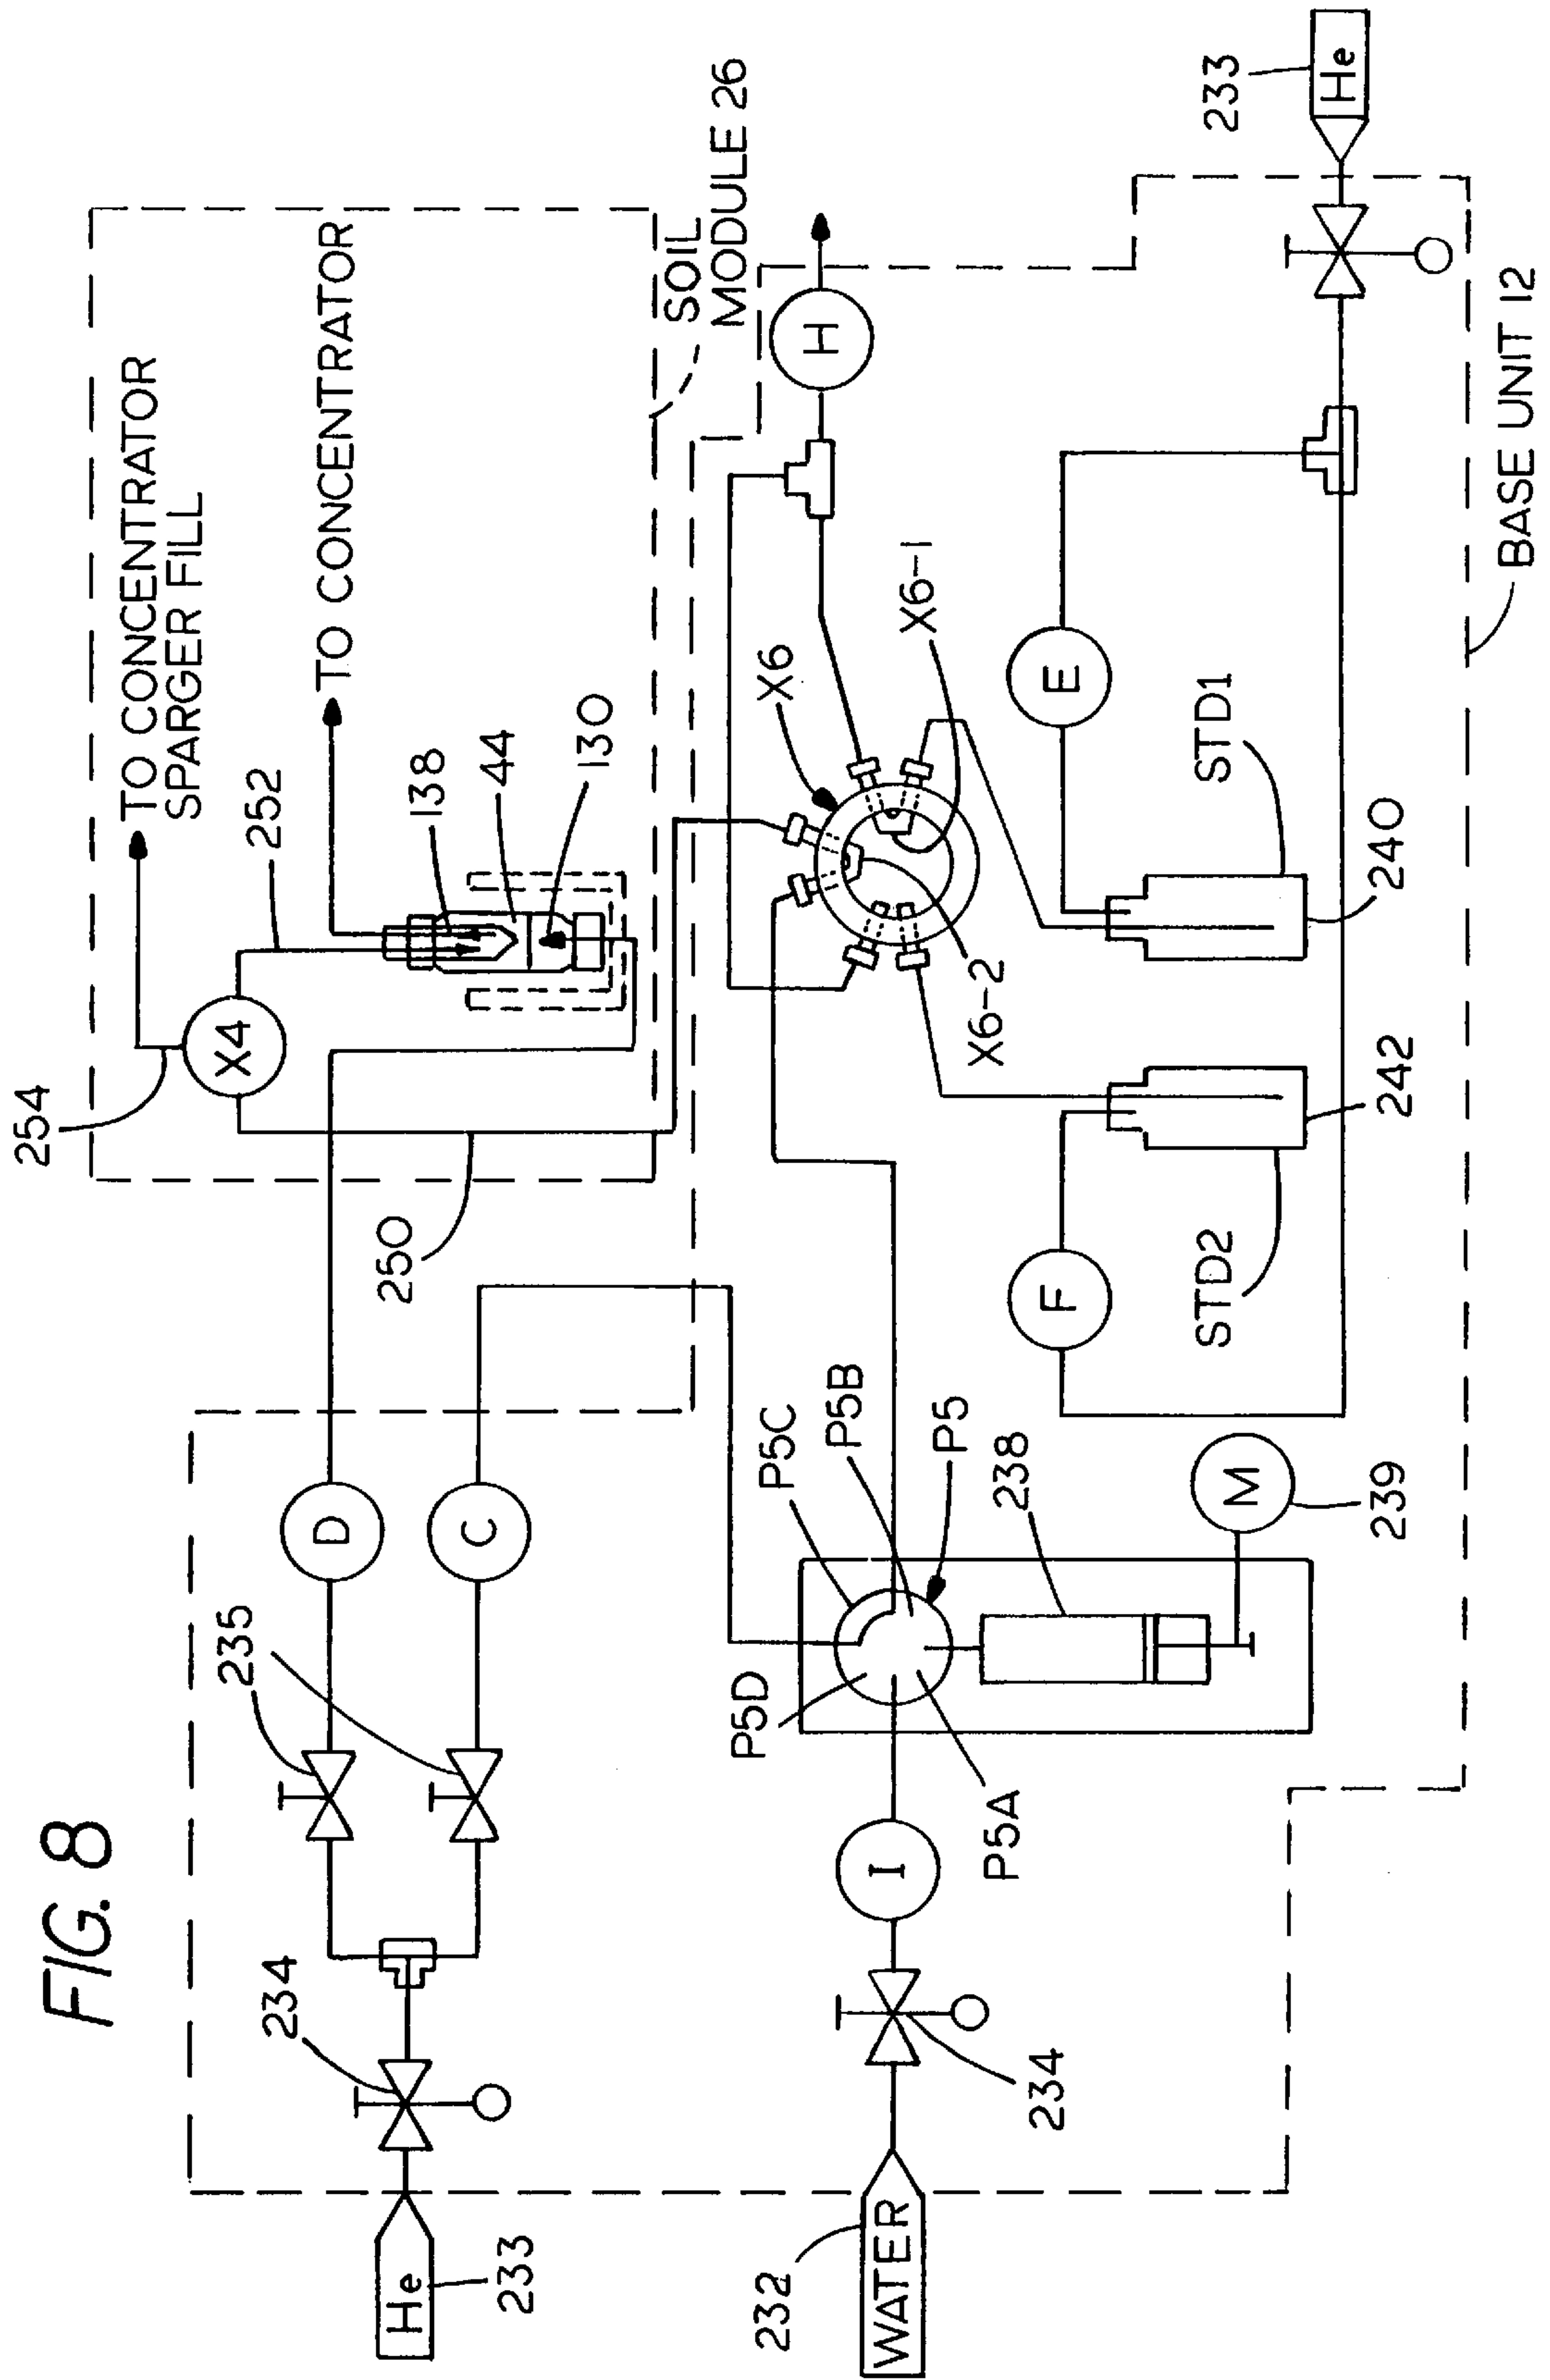 FIG. 8
254
TO CONCENTRATOR
SPARGER FILL
252
TO CONCENTRATOR
X4
138
44
130
250
SOIL
MODULE 26
235
D
C
234
He
233
H
X6
X6-1
X6-2
P5C
P5B
P5
P5D
P5A
238
M
239
I
234
WATER
232
E
F
STD1
STD2
240
242
233
He
BASE UNIT 12